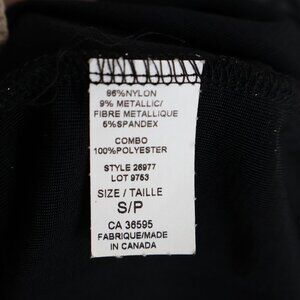 86%NYLON
9% METALLIC/
FIBRE METALLIQUE
5%SPANDEX
COMBO
100%POLYESTER
STYLE 26977
LOT 9753
SIZE / TAILLE
S/P
CA 36595
FABRIQUE/MADE
IN CANADA